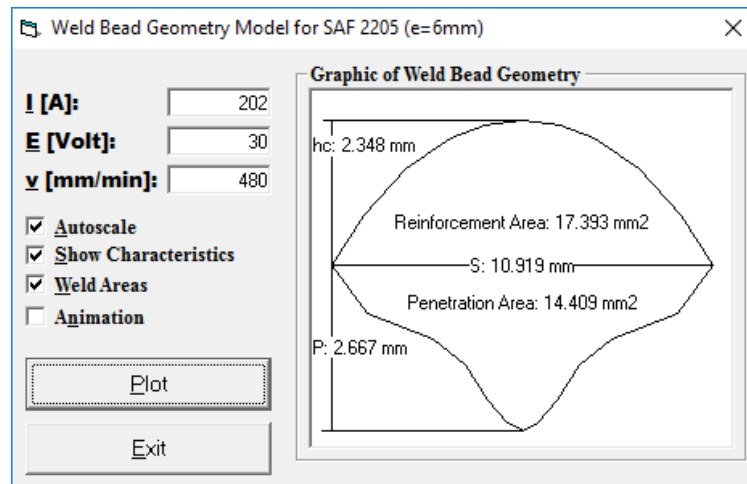 Weld Bead Geometry Model for SAF 2205 (e=6mm)
I [A]: 202
E [Volt]: 30
v [mm/min]: 480
Autoscale
Show Characteristics
Weld Areas
Animation
Plot
Exit
Graphic of Weld Bead Geometry
hc: 2.348 mm
Reinforcement Area: 17.393 mm2
S: 10.919 mm
Penetration Area: 14.409 mm2
P: 2.667 mm